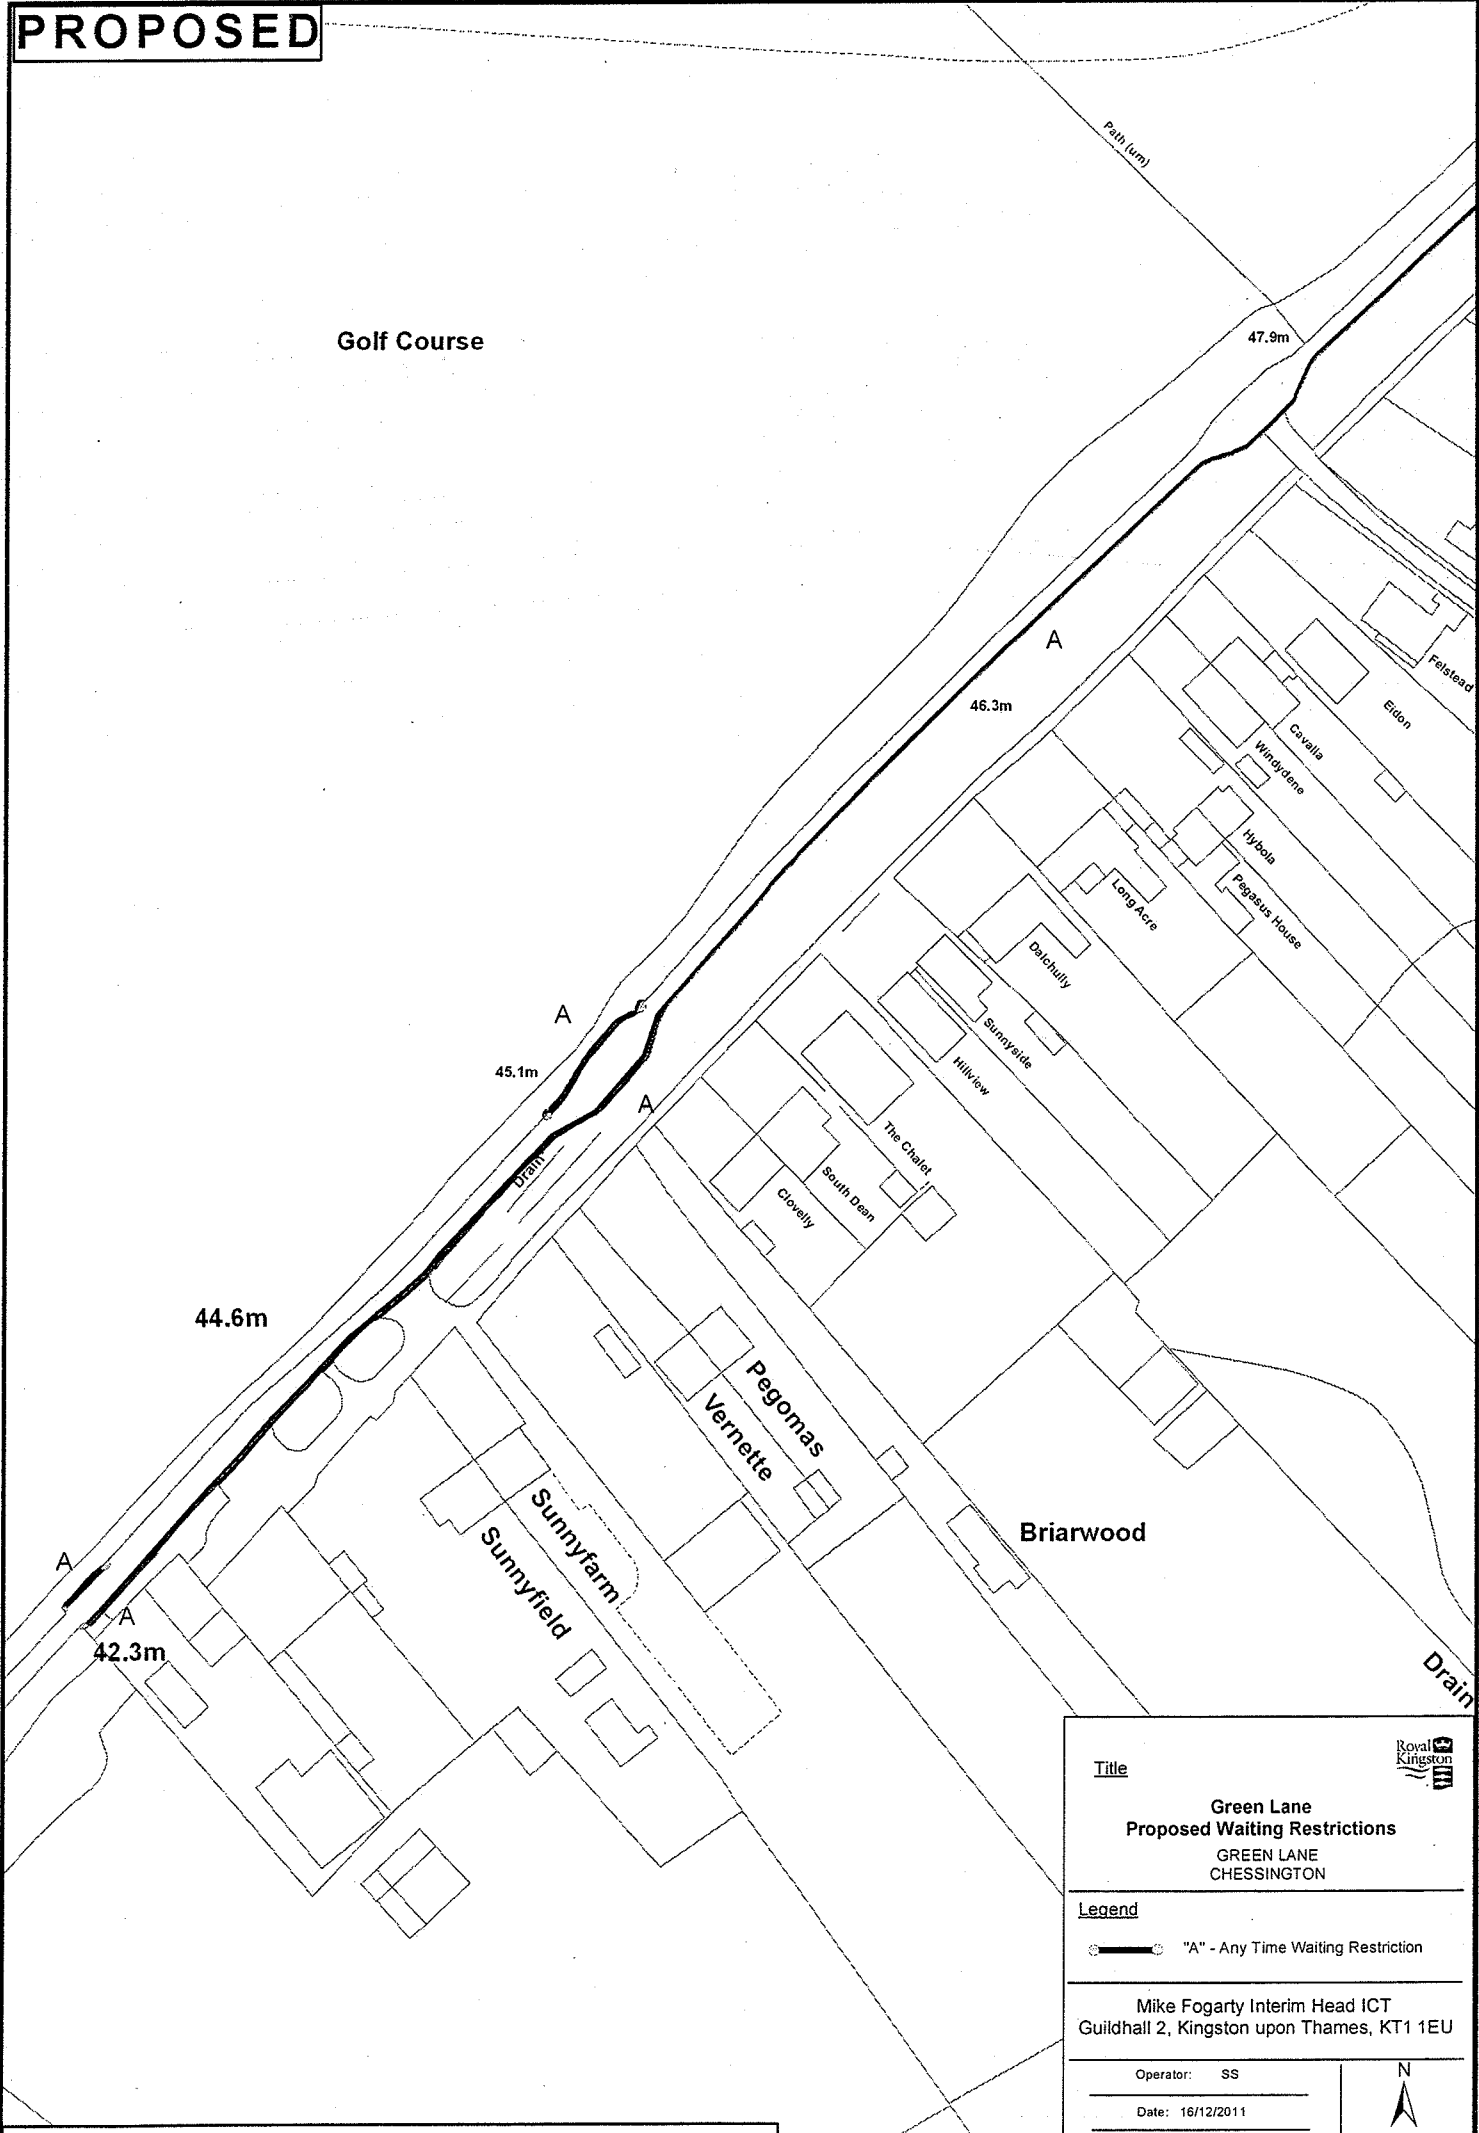 PROPOSED
Path (um)
Golf Course
47.9m
A
46.3m
Felstead
Eidon
Cavalla
Windydene
Hybola
Pegasus House
Long Acre
Dalchully
A
Sunnyside
45.1m
Hillview
A
The Chalet
Drain
South Dean
Clovelly
44.6m
Pegomas
Vernette
Sunnyfarm
Briarwood
Sunnyfield
A
A
42.3m
Drain
Title
Royal
Kingston
Green Lane
Proposed Waiting Restrictions
GREEN LANE
CHESSINGTON
Legend
"A" - Any Time Waiting Restriction
Mike Fogarty Interim Head ICT
Guildhall 2, Kingston upon Thames, KT1 1EU
Operator: SS
N
Date: 16/12/2011